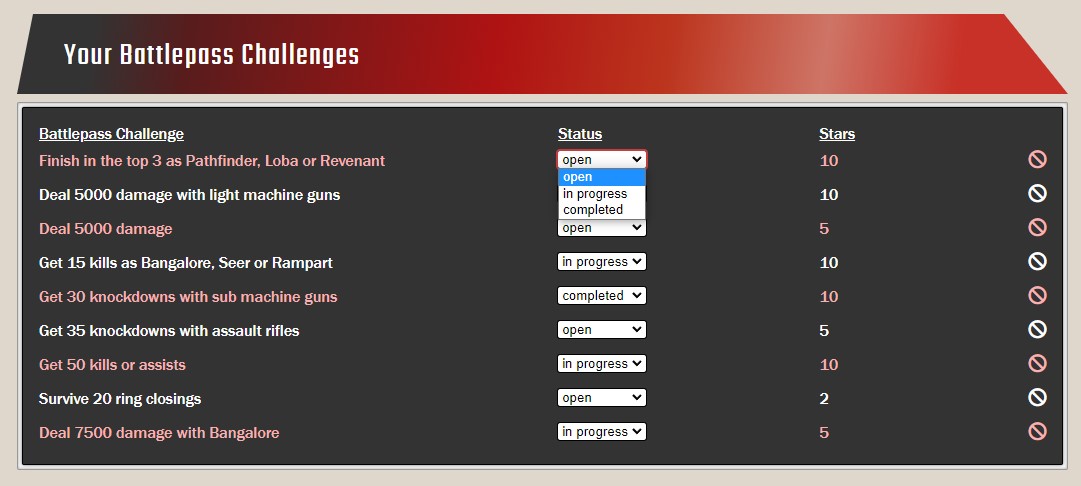 Your Battlepass Challenges
Battlepass Challenge Status Stars
Finish in the top 3 as Pathfinder, Loba or Revenant open 10
open
Deal 5000 damage with light machine guns in progress 10
completed
Deal 5000 damage open 5
Get 15 kills as Bangalore, Seer or Rampart in progress 10
Get 30 knockdowns with sub machine guns completed 10
Get 35 knockdowns with assault rifles open 5
Get 50 kills or assists in progress 10
Survive 20 ring closings open 2
Deal 7500 damage with Bangalore in progress 5